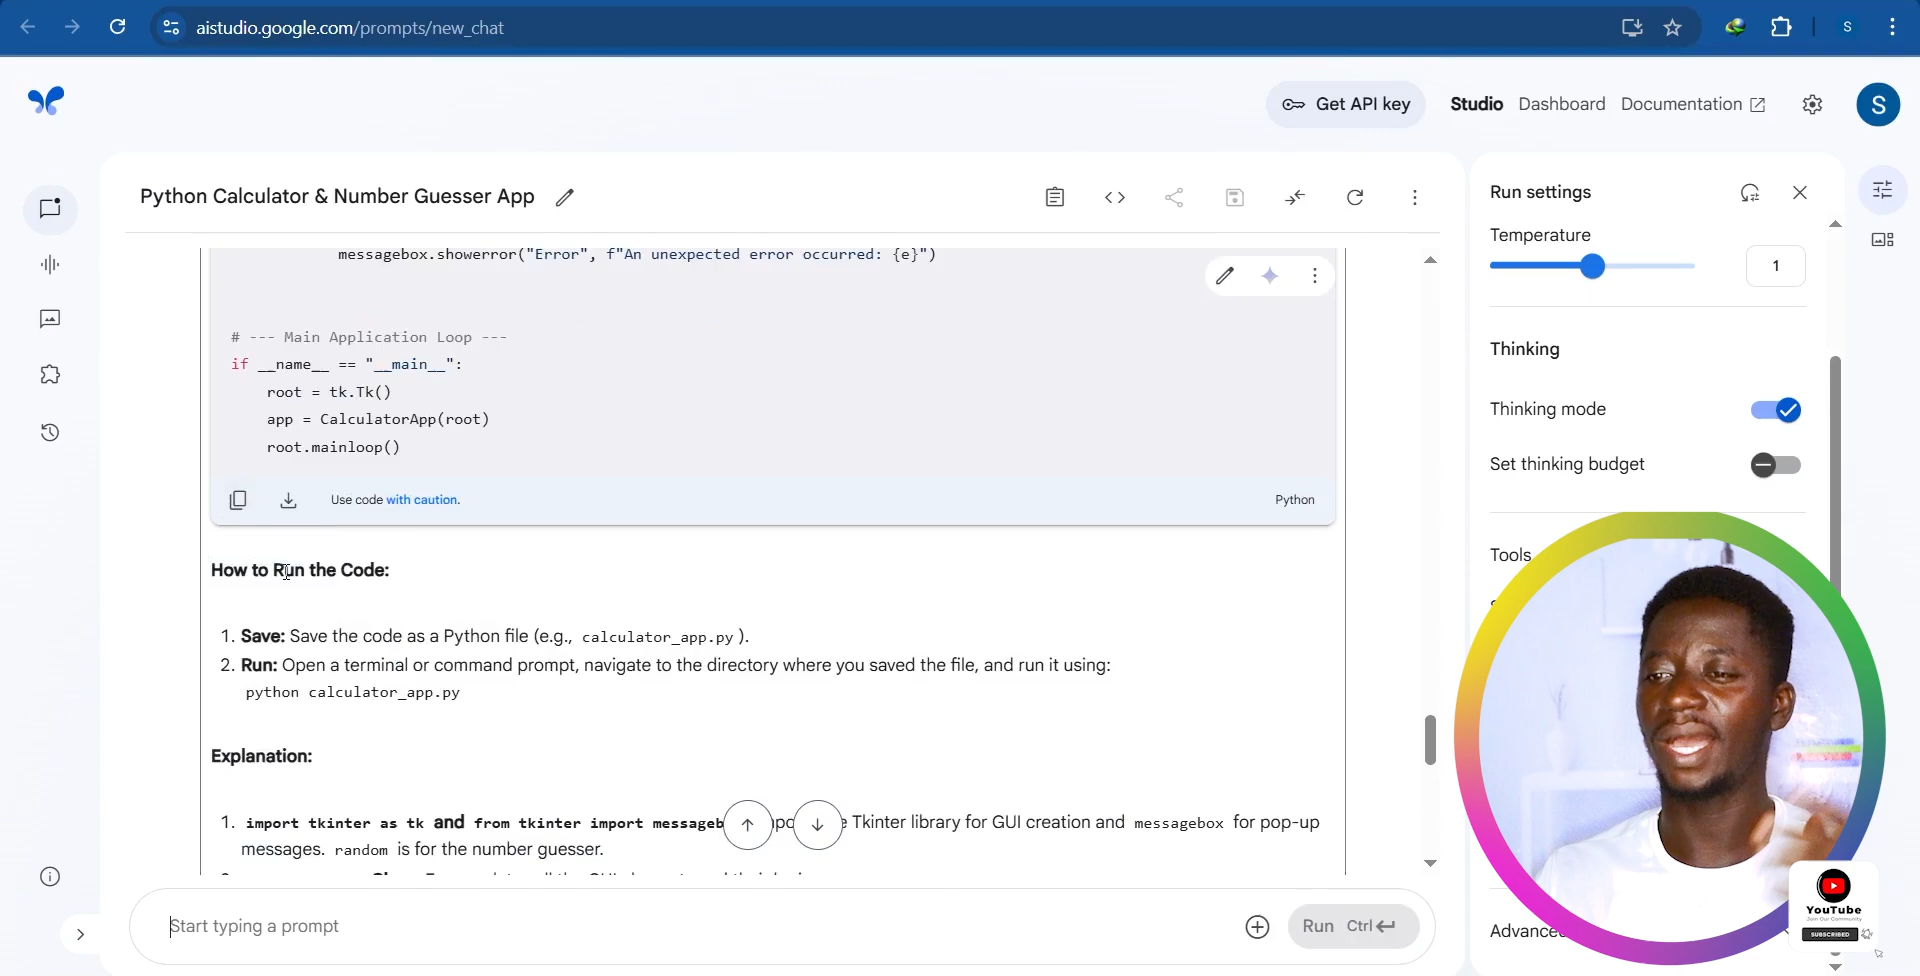 aistudio.google.com/prompts/new_chat
S
Get API key
Studio
Dashboard
Documentation
S
Python Calculator & Number Guesser App
messagebox.showerror("Error", f"An unexpected error occurred: {e}")
# --- Main Application Loop ---
if __name__ == "__main__":
root = tk.Tk()
app = CalculatorApp(root)
root.mainloop()
Use code with caution.
Python
How to Run the Code:
1. Save: Save the code as a Python file (e.g., calculator_app.py ).
2. Run: Open a terminal or command prompt, navigate to the directory where you saved the file, and run it using:
python calculator_app.py
Explanation:
1. import tkinter as tk and from tkinter import messageb Tkinter library for GUI creation and messagebox for pop-up
messages. random is for the number guesser.
Start typing a prompt
Run Ctrl
Run settings
Temperature
1
Thinking
Thinking mode
Set thinking budget
Tools
Advance
YouTube
Join Our Community
SUBSCRIBED